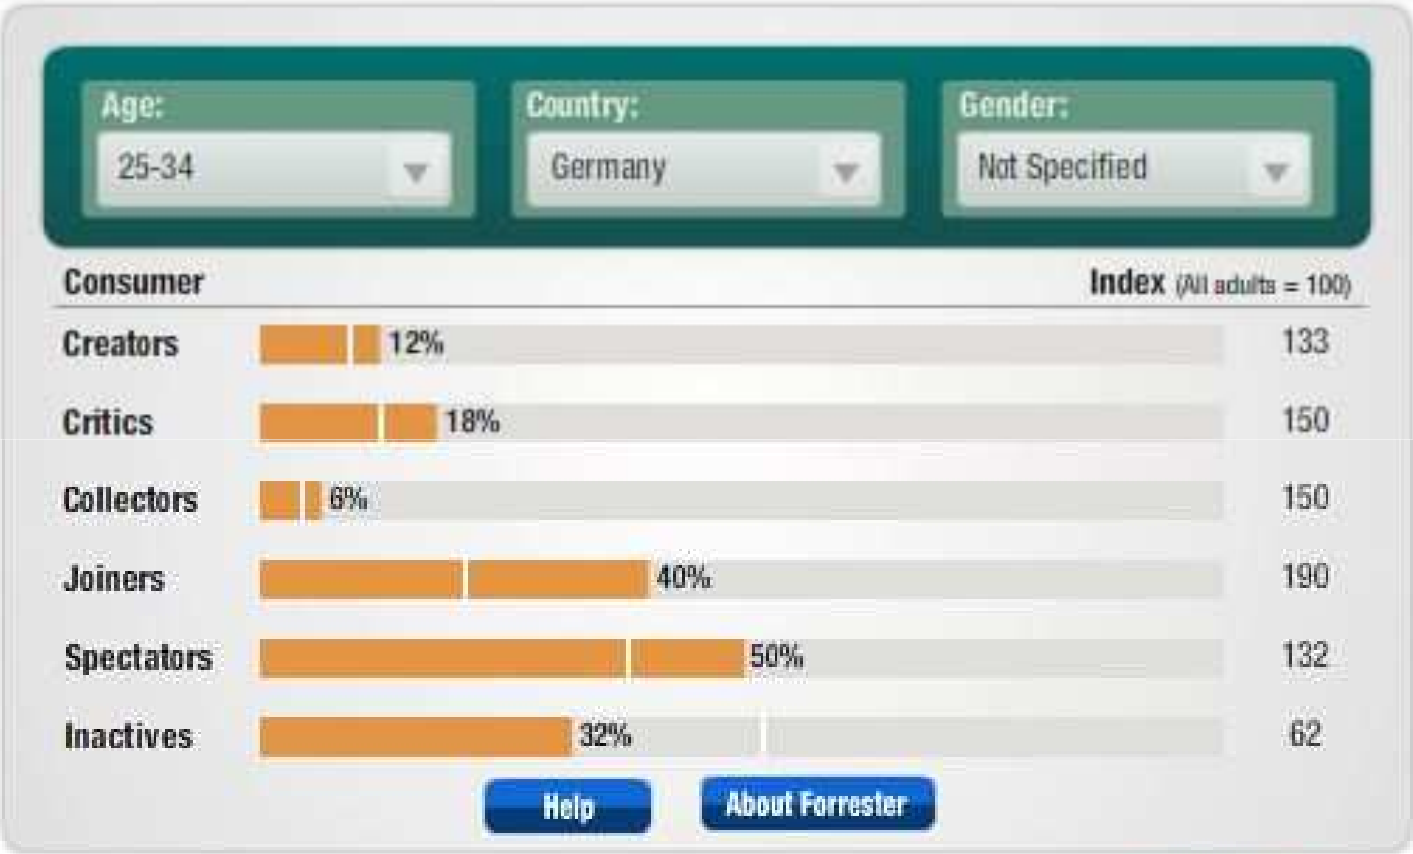 Age: Country: Gender:
25-34 Germany Not Specified
Consumer Index (All adults = 100)
Creators 12% 133
Critics 18% 150
Collectors 6% 150
Joiners 40% 190
Spectators 50% 132
Inactives 32% 62
Help About Forrester